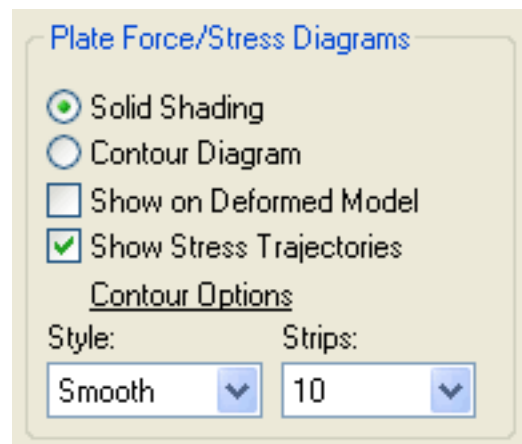 Plate Force/Stress Diagrams
Solid Shading
Contour Diagram
Show on Deformed Model
Show Stress Trajectories
Contour Options
Style: Strips:
Smooth 10